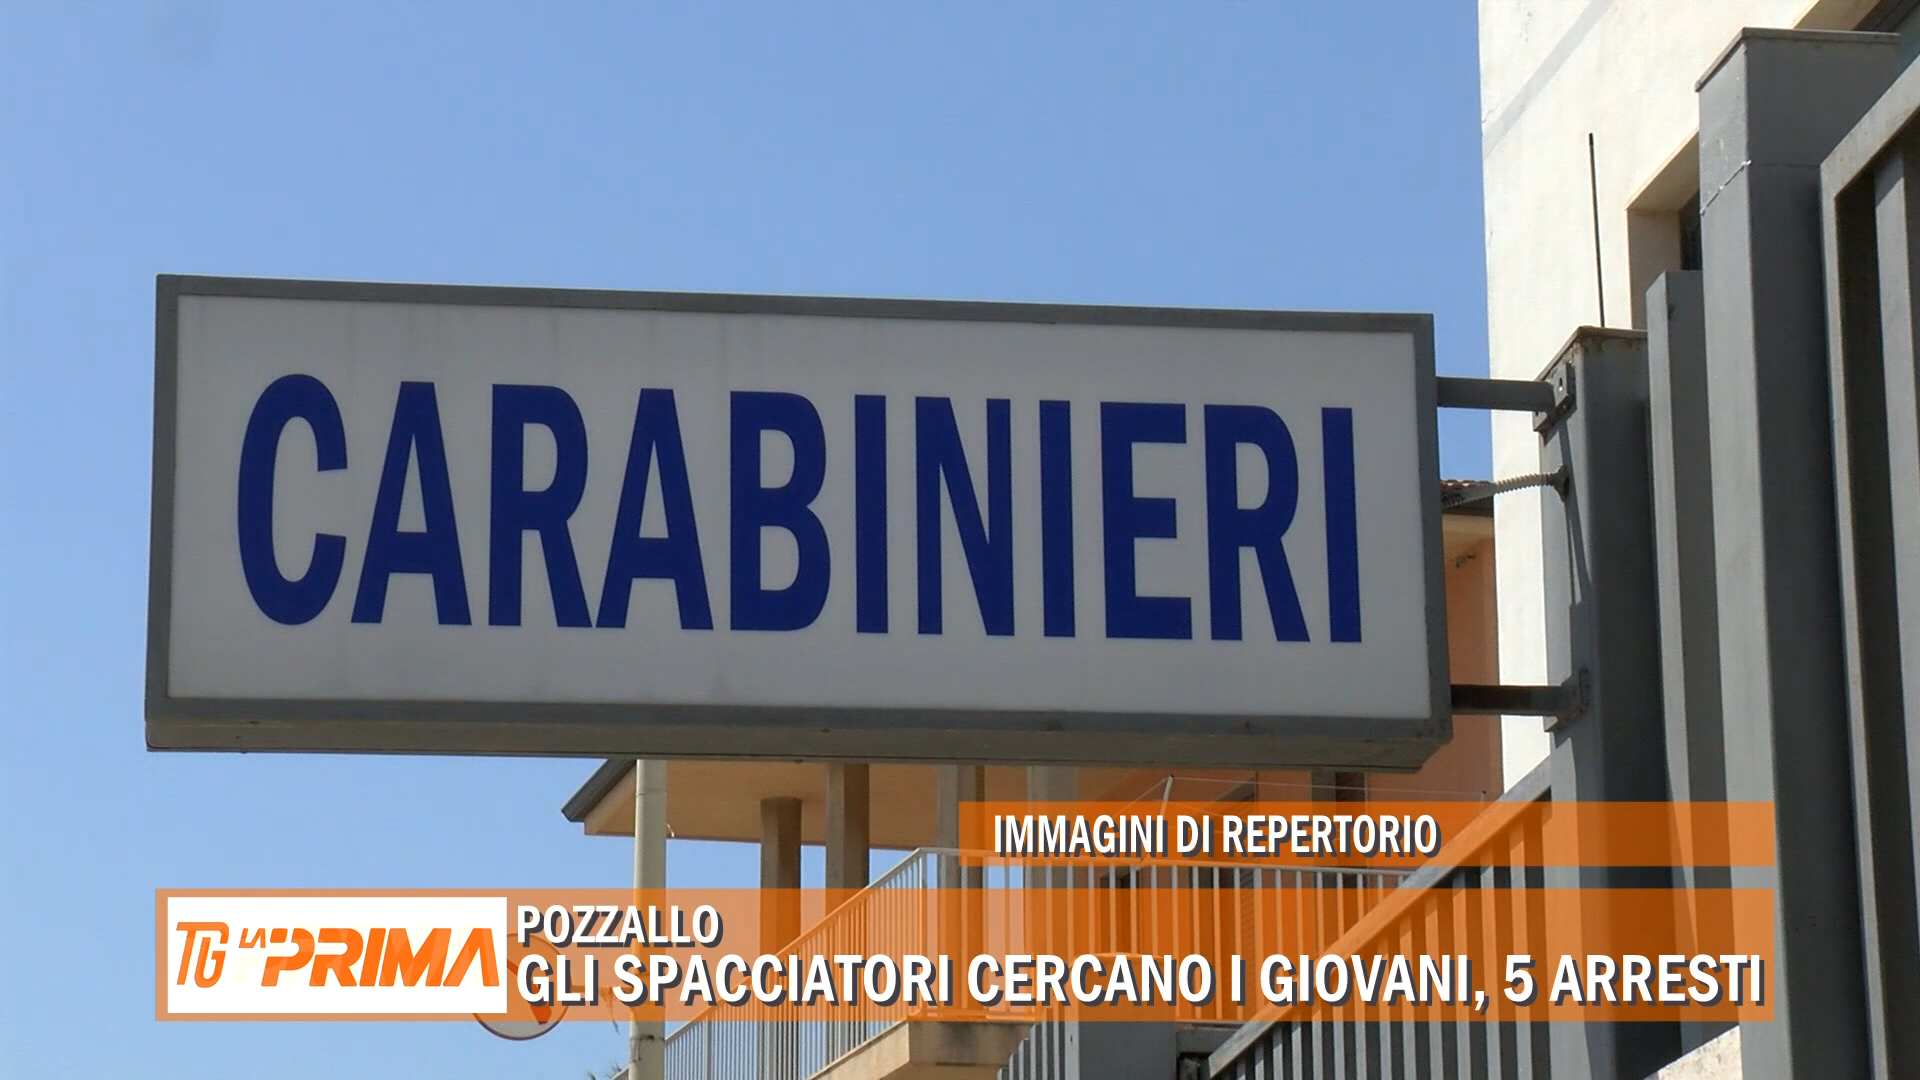 CARABINIERI
IMMAGINI DI REPERTORIO
TG LA PRIMA
POZZALLO
GLI SPACCIATORI CERCANO I GIOVANI, 5 ARRESTI